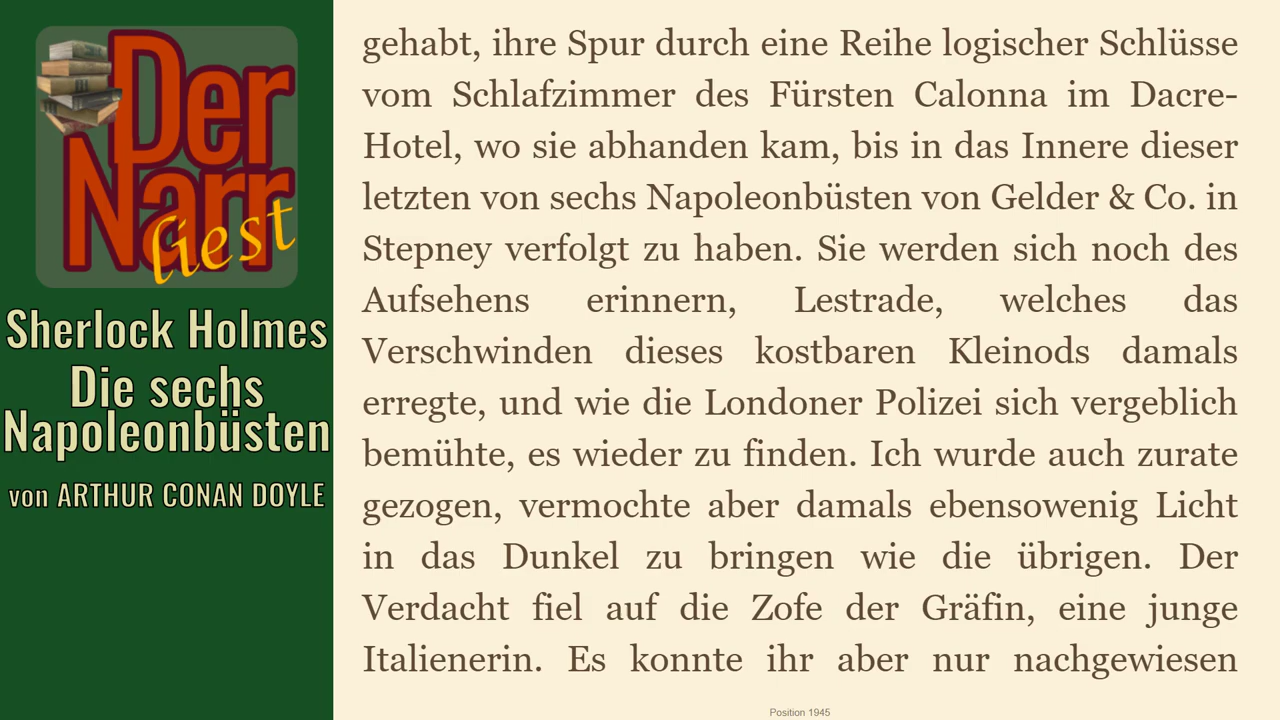 Der
Narr
liest
Sherlock Holmes
Die sechs
Napoleonbüsten
von ARTHUR CONAN DOYLE
gehabt, ihre Spur durch eine Reihe logischer Schlüsse
vom Schlafzimmer des Fürsten Calonna im Dacre-
Hotel, wo sie abhanden kam, bis in das Innere dieser
letzten von sechs Napoleonbüsten von Gelder & Co. in
Stepney verfolgt zu haben. Sie werden sich noch des
Aufsehens erinnern, Lestrade, welches das
Verschwinden dieses kostbaren Kleinods damals
erregte, und wie die Londoner Polizei sich vergeblich
bemühte, es wieder zu finden. Ich wurde auch zurate
gezogen, vermochte aber damals ebensowenig Licht
in das Dunkel zu bringen wie die übrigen. Der
Verdacht fiel auf die Zofe der Gräfin, eine junge
Italienerin. Es konnte ihr aber nur nachgewiesen
Position 1945